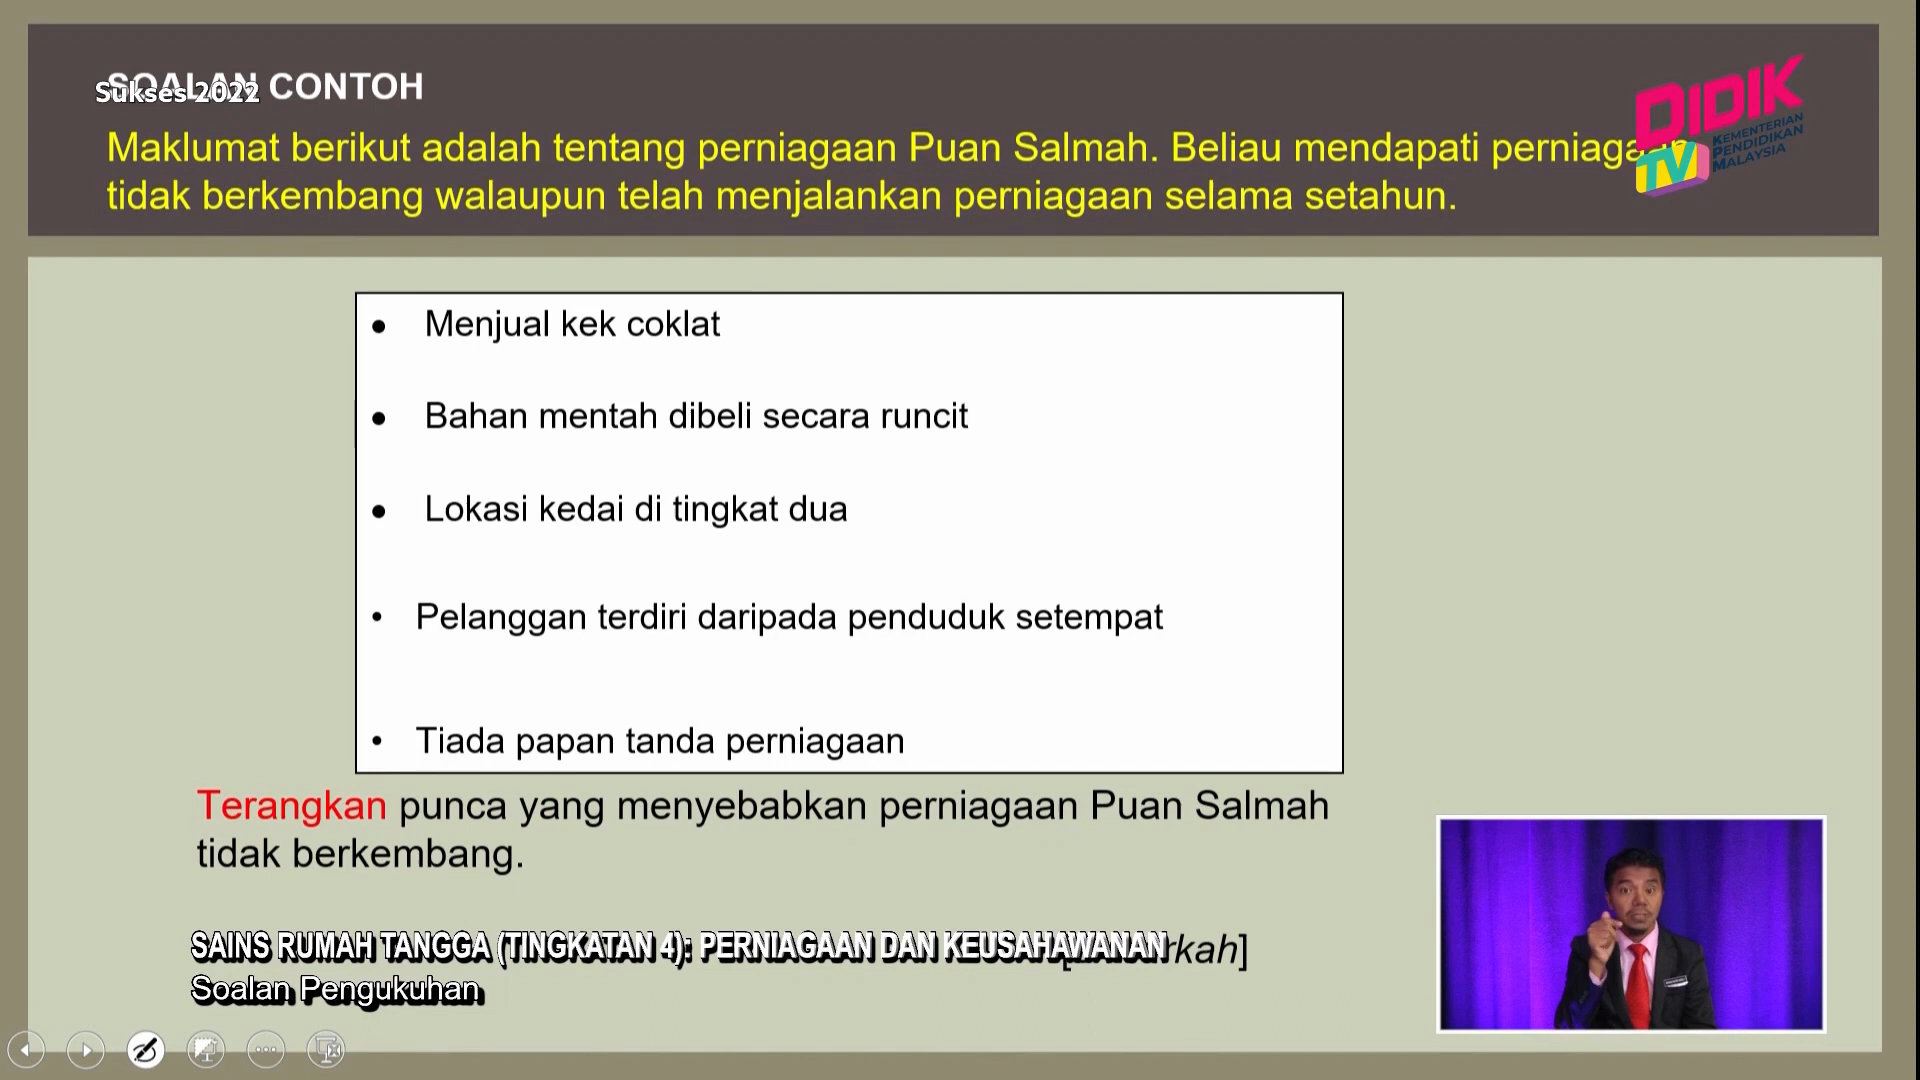 SOALAN CONTOH
Sukses 2022
Maklumat berikut adalah tentang perniagaan Puan Salmah. Beliau mendapati
tidak berkembang walaupun telah menjalankan perniagaan selama setahun.
DIDIK
TV
KEMENTERIAN
PENDIDIKAN
MALAYSIA
• Menjual kek coklat
• Bahan mentah dibeli secara runcit
• Lokasi kedai di tingkat dua
• Pelanggan terdiri daripada penduduk setempat
• Tiada papan tanda perniagaan
Terangkan punca yang menyebabkan perniagaan Puan Salmah
tidak berkembang.
SAINS RUMAH TANGGA (TINGKATAN 4): PERNIAGAAN DAN KEUSAHAWANAN
Soalan Pengukuhan